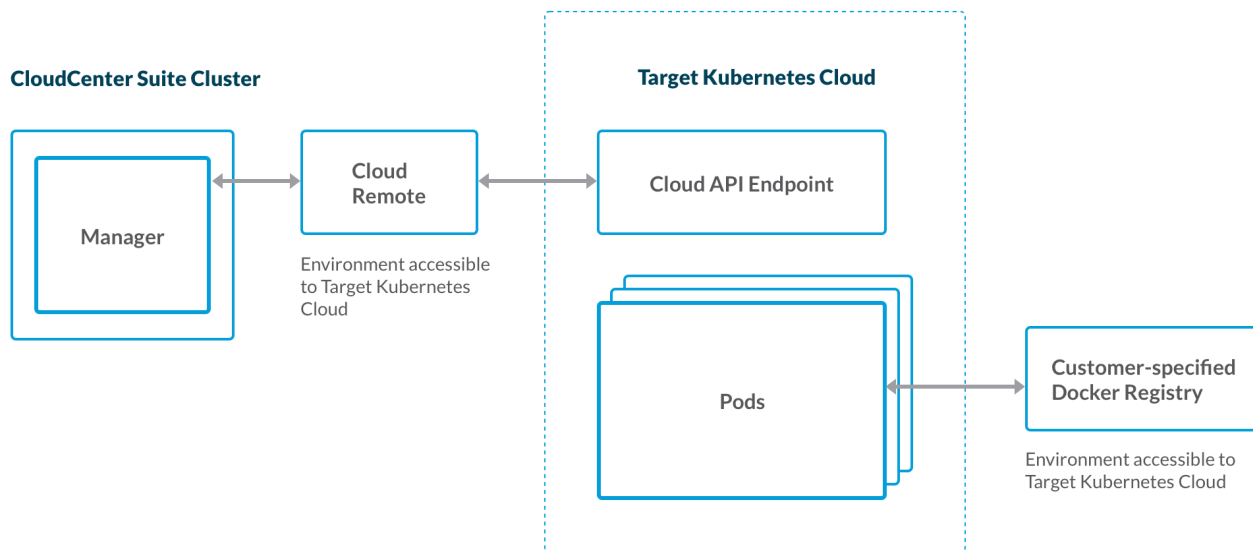 CloudCenter Suite Cluster
Target Kubernetes Cloud
Manager
Cloud
Remote
Environment accessible
to Target Kubernetes
Cloud
Cloud API Endpoint
Pods
Customer-specified
Docker Registry
Environment accessible to
Target Kubernetes Cloud